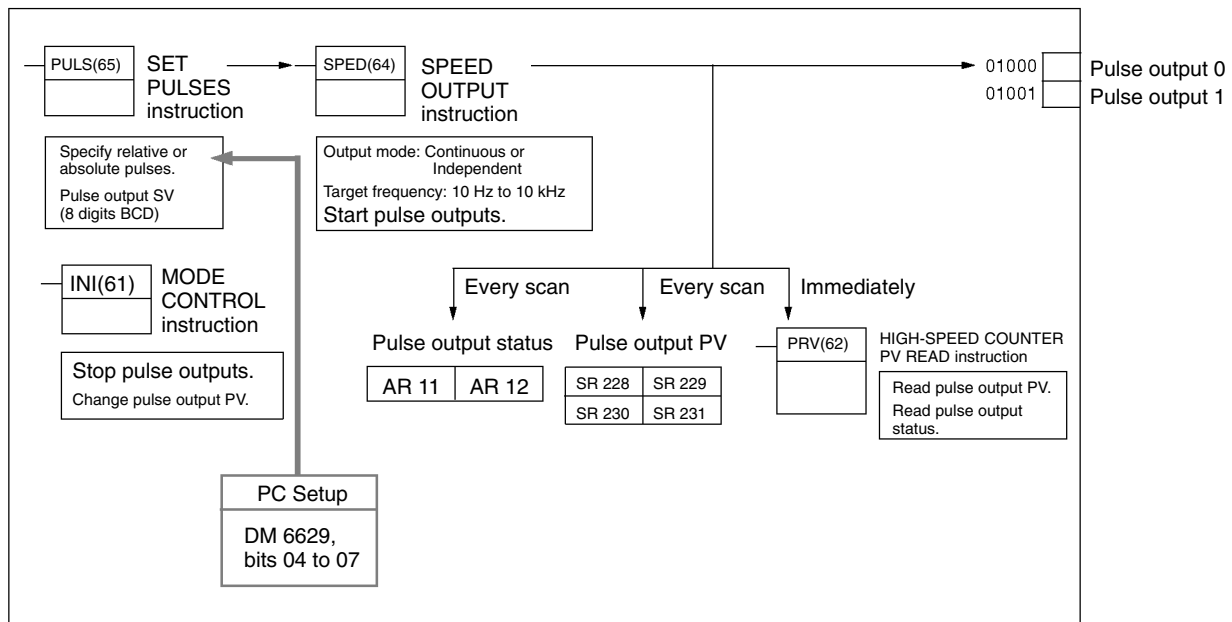 PULS(65)
SET
PULSES
instruction
SPED(64)
SPEED
OUTPUT
instruction
01000
Pulse output 0
01001
Pulse output 1
Specify relative or
absolute pulses.
Pulse output SV
(8 digits BCD)
Output mode: Continuous or
Independent
Target frequency: 10 Hz to 10 kHz
Start pulse outputs.
INI(61)
MODE
CONTROL
instruction
Stop pulse outputs.
Change pulse output PV.
Every scan
Every scan
Immediately
Pulse output status
AR 11
AR 12
Pulse output PV
SR 228
SR 229
SR 230
SR 231
PRV(62)
HIGH-SPEED COUNTER
PV READ instruction
Read pulse output PV.
Read pulse output
status.
PC Setup
DM 6629,
bits 04 to 07